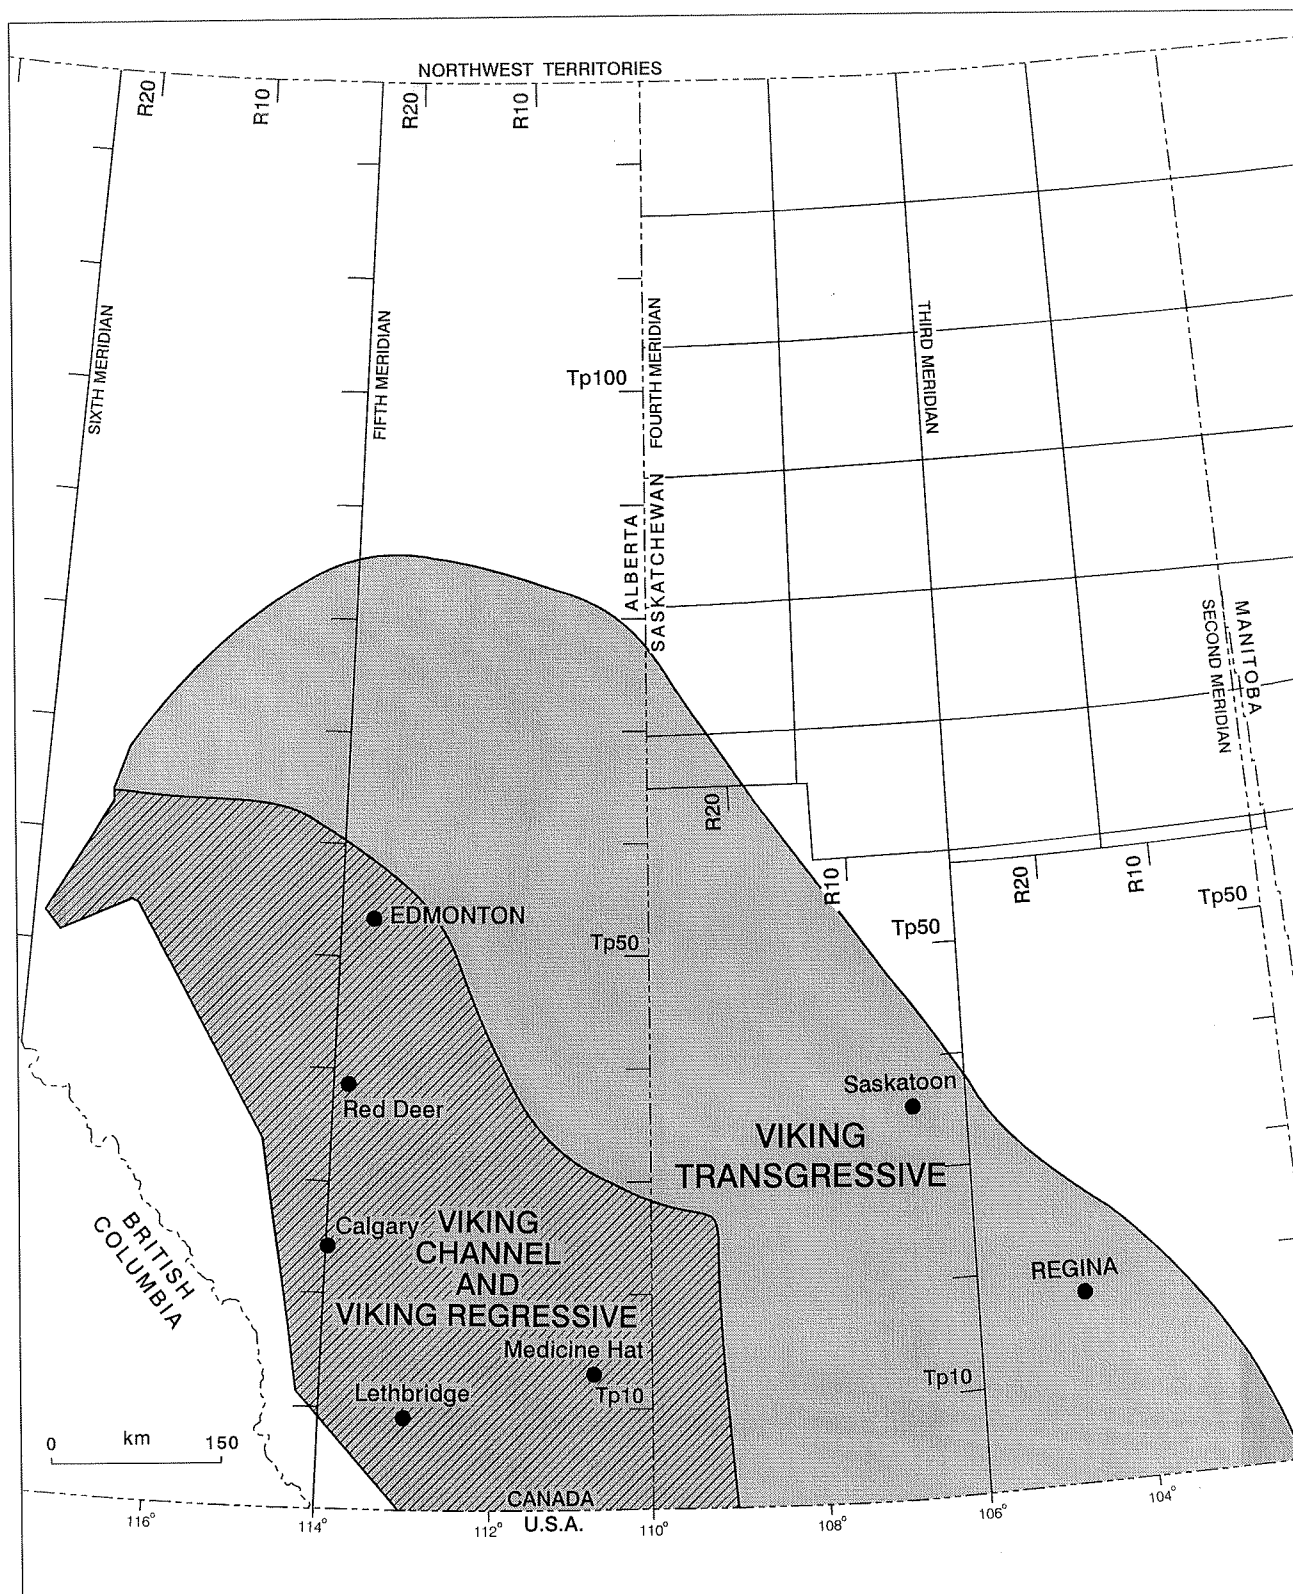 NORTHWEST TERRITORIES
R20
R10
R20
R10
SIXTH MERIDIAN
FIFTH MERIDIAN
FOURTH MERIDIAN
THIRD MERIDIAN
Tp100
ALBERTA
SASKATCHEWAN
SECOND MERIDIAN
MANITOBA
R20
R10
R20
R10
Tp50
Tp50
Tp50
EDMONTON
Red Deer
Saskatoon
VIKING
TRANSGRESSIVE
BRITISH
COLUMBIA
Calgary
VIKING
CHANNEL
AND
VIKING REGRESSIVE
REGINA
Medicine Hat
Tp10
Tp10
Lethbridge
0 km 150
CANADA
U.S.A.
116° 114° 112° 110° 108° 106° 104°